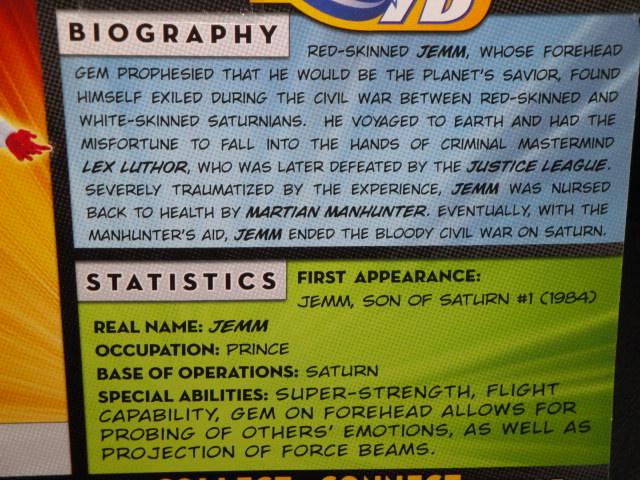 BIOGRAPHY
RED-SKINNED JEMM, WHOSE FOREHEAD
GEM PROPHESIED THAT HE WOULD BE THE PLANET'S SAVIOR, FOUND
HIMSELF EXILED DURING THE CIVIL WAR BETWEEN RED-SKINNED AND
WHITE-SKINNED SATURNIANS. HE VOYAGED TO EARTH AND HAD THE
MISFORTUNE TO FALL INTO THE HANDS OF CRIMINAL MASTERMIND
LEX LUTHOR, WHO WAS LATER DEFEATED BY THE JUSTICE LEAGUE.
SEVERELY TRAUMATIZED BY THE EXPERIENCE, JEMM WAS NURSED
BACK TO HEALTH BY MARTIAN MANHUNTER. EVENTUALLY, WITH THE
MANHUNTER'S AID, JEMM ENDED THE BLOODY CIVIL WAR ON SATURN.
STATISTICS
FIRST APPEARANCE:
JEMM, SON OF SATURN #1 (1984)
REAL NAME: JEMM
OCCUPATION: PRINCE
BASE OF OPERATIONS: SATURN
SPECIAL ABILITIES: SUPER-STRENGTH, FLIGHT
CAPABILITY, GEM ON FOREHEAD ALLOWS FOR
PROBING OF OTHERS' EMOTIONS, AS WELL AS
PROJECTION OF FORCE BEAMS.